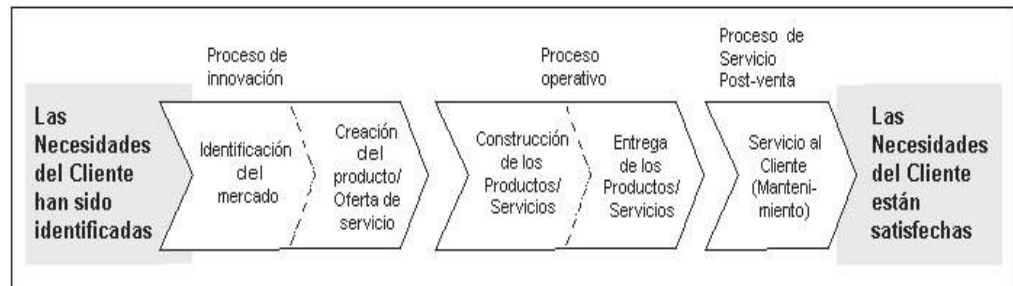 Proceso de
innovación
Proceso
operativo
Proceso de
Servicio
Post-venta
Las
Necesidades
del Cliente
han sido
identificadas
Identificación
del
mercado
Creación
del
producto/
Oferta de
servicio
Construcción
de los
Productos/
Servicios
Entrega
de los
Productos/
Servicios
Servicio al
Cliente
(Manteni-
miento)
Las
Necesidades
del Cliente
están
satisfechas